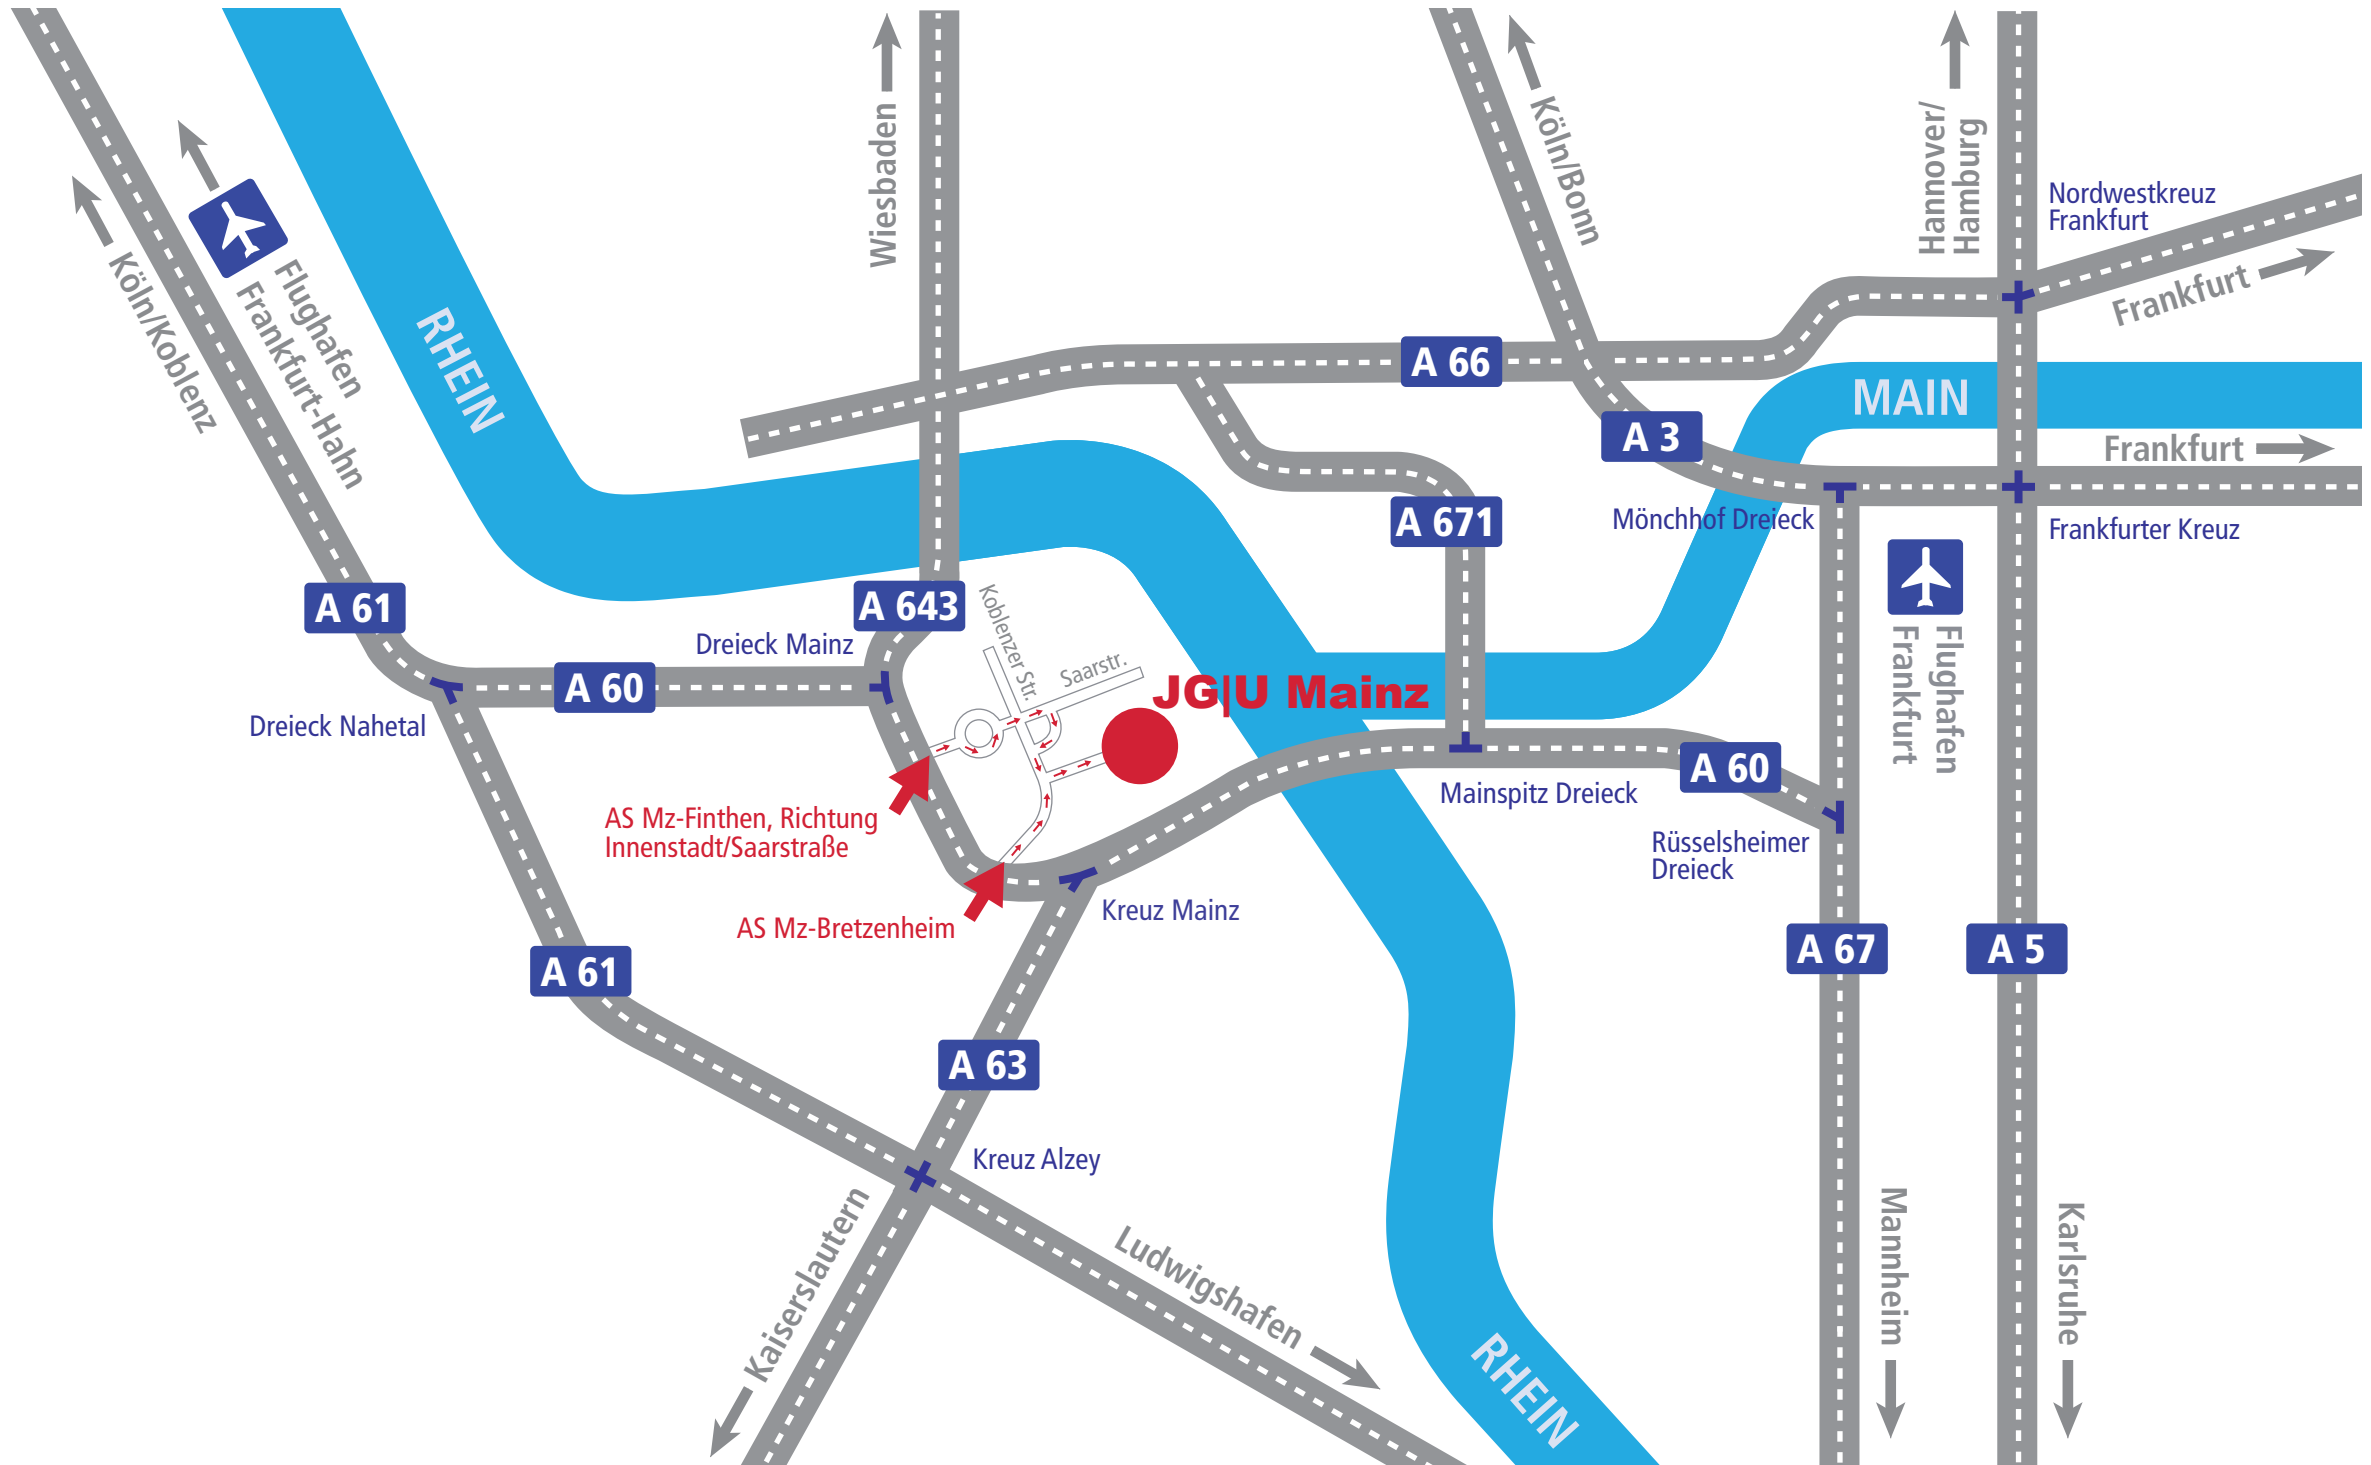 Wiesbaden
Köln/Bonn
Hannover/
Hamburg
Nordwestkreuz
Frankfurt
Frankfurt
Köln/Koblenz
Flughafen
Frankfurt-Hahn
RHEIN
A 66
MAIN
A 3
Frankfurt
A 671
Mönchhof Dreieck
Frankfurter Kreuz
A 61
A 643
Koblenzer Str.
Saarstr.
Dreieck Mainz
A 60
JG|U Mainz
Flughafen
Frankfurt
Dreieck Nahetal
A 60
Mainspitz Dreieck
AS Mz-Finthen, Richtung
Innenstadt/Saarstraße
Rüsselsheimer
Dreieck
Kreuz Mainz
AS Mz-Bretzenheim
A 61
A 67
A 5
A 63
Kreuz Alzey
Kaiserslautern
Ludwigshafen
Mannheim
Karlsruhe
RHEIN